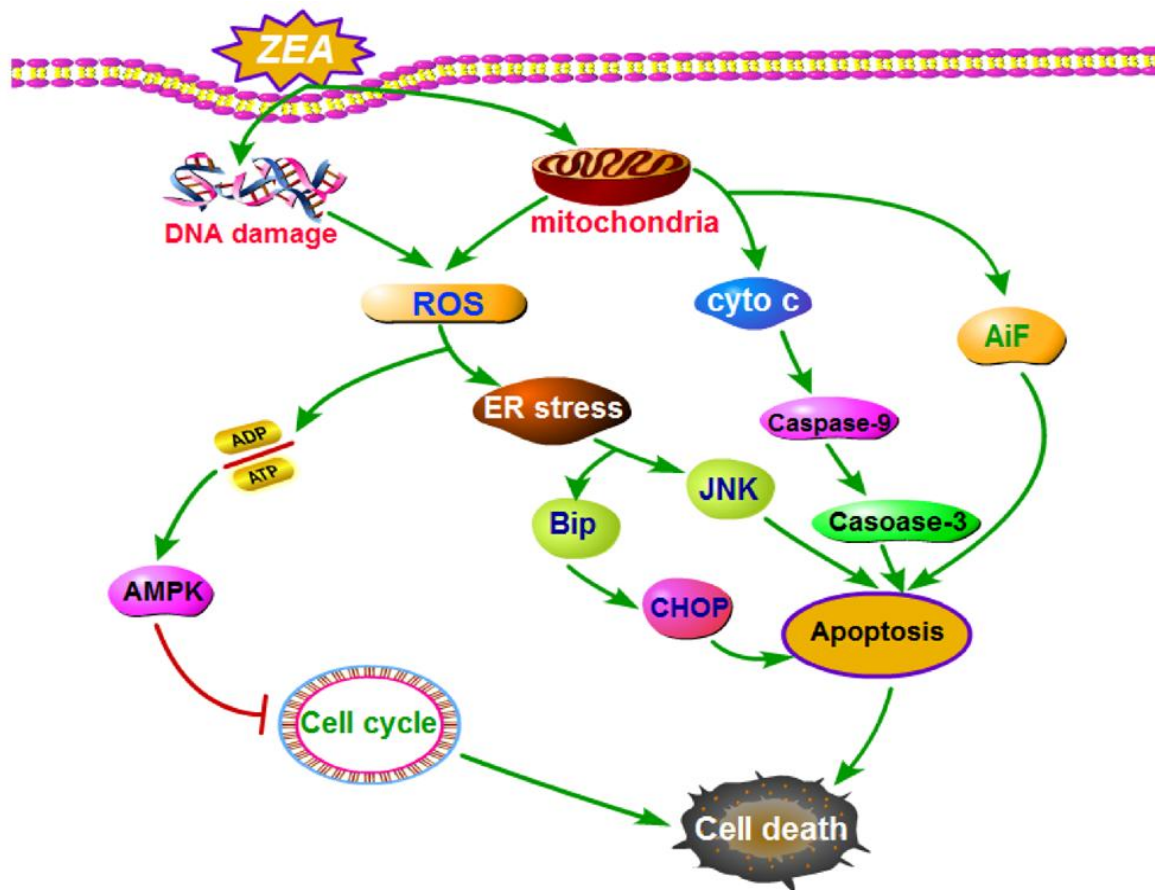 ZEA
DNA damage
mitochondria
ROS
cyto c
AiF
ER stress
Caspase-9
ADP
ATP
JNK
Bip
Casoase-3
AMPK
CHOP
Apoptosis
Cell cycle
Cell death